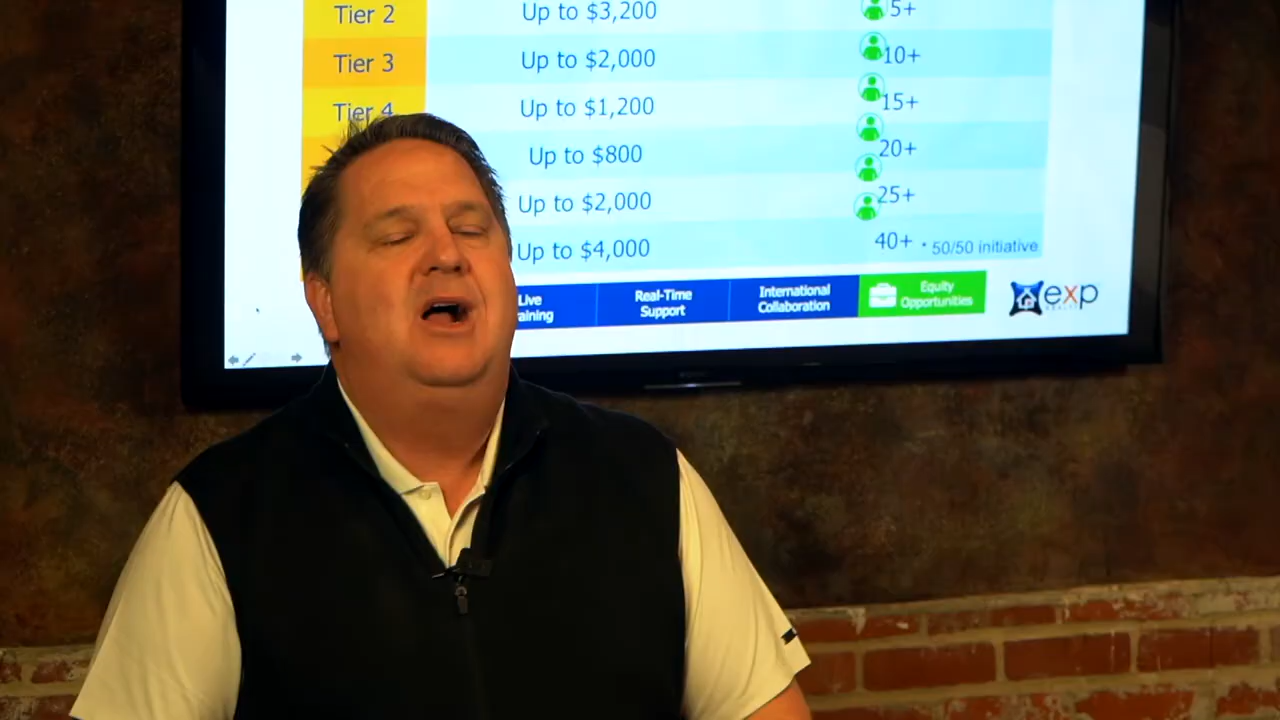 Tier 2 Up to $3,200 5+
Tier 3 Up to $2,000 10+
Tier 4 Up to $1,200 15+
Up to $800 20+
Up to $2,000 25+
Up to $4,000 40+ * 50/50 initiative
Live
aining
Real-Time
Support
International
Collaboration
Equity
Opportunities
exp
REALTY